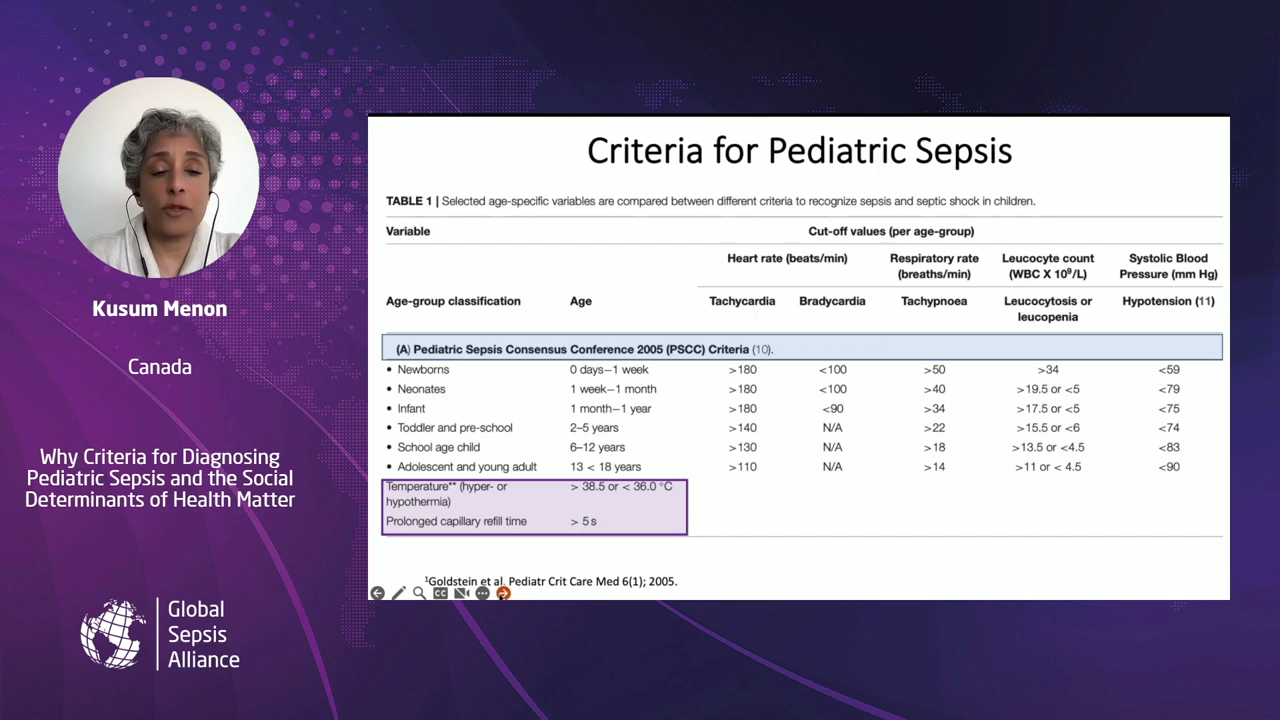 Kusum Menon
Canada
Why Criteria for Diagnosing
Pediatric Sepsis and the Social
Determinants of Health Matter
Global
Sepsis
Alliance
Criteria for Pediatric Sepsis
TABLE 1 | Selected age-specific variables are compared between different criteria to recognize sepsis and septic shock in children.
Variable Cut-off values (per age-group)
Heart rate (beats/min) Respiratory rate (breaths/min) Leucocyte count (WBC X 10⁹/L) Systolic Blood Pressure (mm Hg)
Age-group classification Age Tachycardia Bradycardia Tachypnoea Leucocytosis or leucopenia Hypotension (11)
(A) Pediatric Sepsis Consensus Conference 2005 (PSCC) Criteria (10).
• Newborns 0 days–1 week >180 <100 >50 >34 <59
• Neonates 1 week–1 month >180 <100 >40 >19.5 or <5 <79
• Infant 1 month–1 year >180 <90 >34 >17.5 or <5 <75
• Toddler and pre-school 2–5 years >140 N/A >22 >15.5 or <6 <74
• School age child 6–12 years >130 N/A >18 >13.5 or <4.5 <83
• Adolescent and young adult 13 < 18 years >110 N/A >14 >11 or < 4.5 <90
Temperature** (hyper- or > 38.5 or < 36.0 °C
hypothermia)
Prolonged capillary refill time > 5 s
¹Goldstein et al. Pediatr Crit Care Med 6(1); 2005.
CC